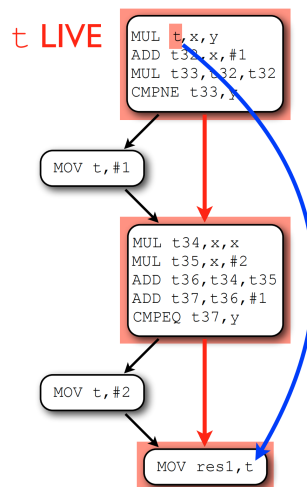 t LIVE
MUL t,x,y
ADD t32,x,#1
MUL t33,t32,t32
CMPNE t33,y
MOV t,#1
MUL t34,x,x
MUL t35,x,#2
ADD t36,t34,t35
ADD t37,t36,#1
CMPEQ t37,y
MOV t,#2
MOV res1,t